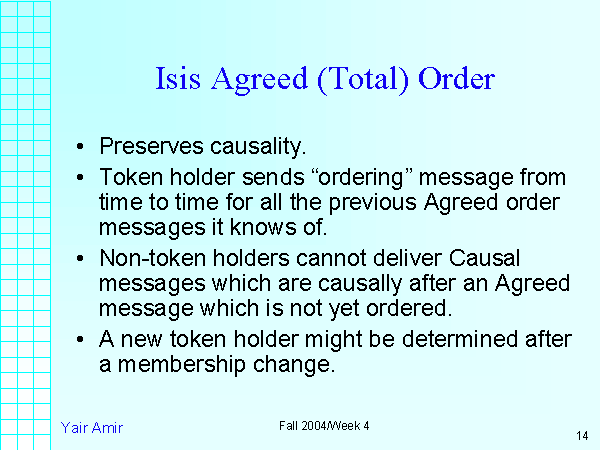 Isis Agreed (Total) Order
• Preserves causality.
• Token holder sends “ordering” message from
time to time for all the previous Agreed order
messages it knows of.
• Non-token holders cannot deliver Causal
messages which are causally after an Agreed
message which is not yet ordered.
• A new token holder might be determined after
a membership change.
Yair Amir
Fall 2004/Week 4
14